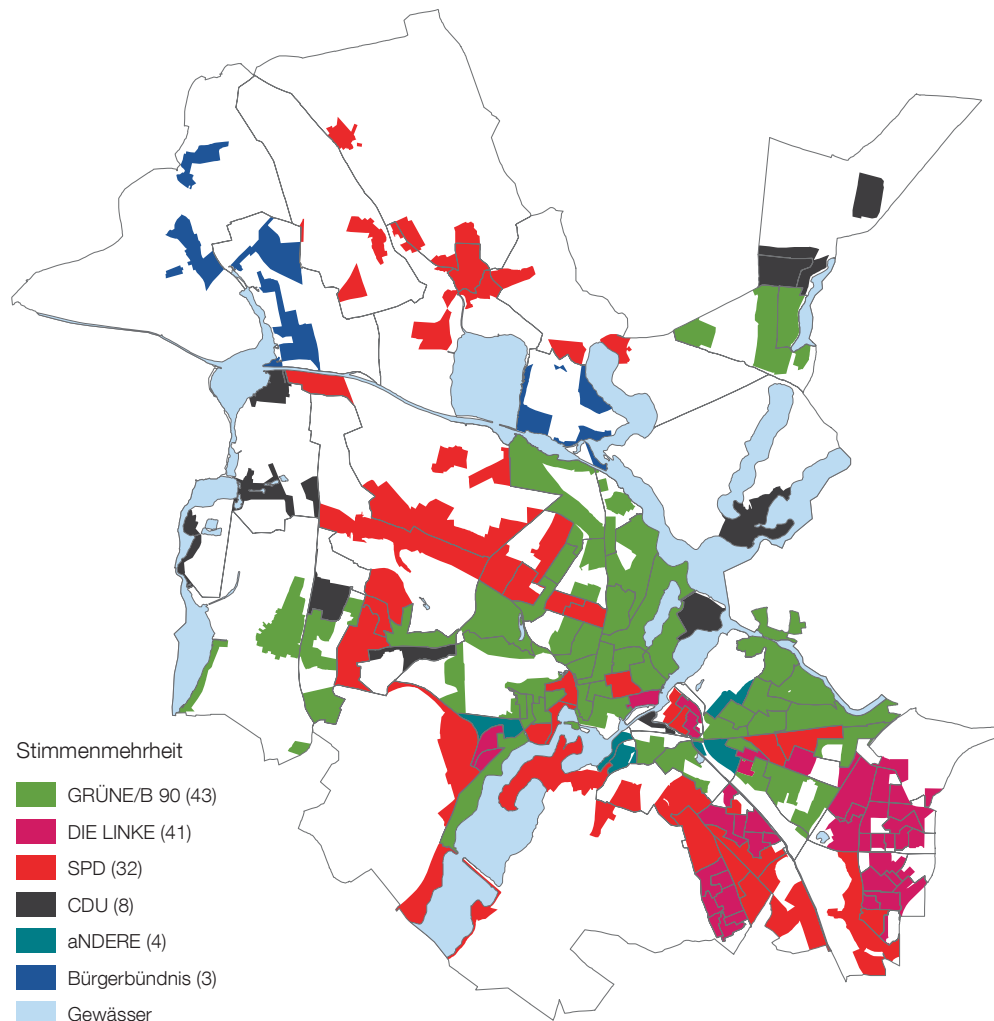 Stimmenmehrheit
GRÜNE/B 90 (43)
DIE LINKE (41)
SPD (32)
CDU (8)
aNDERE (4)
Bürgerbündnis (3)
Gewässer